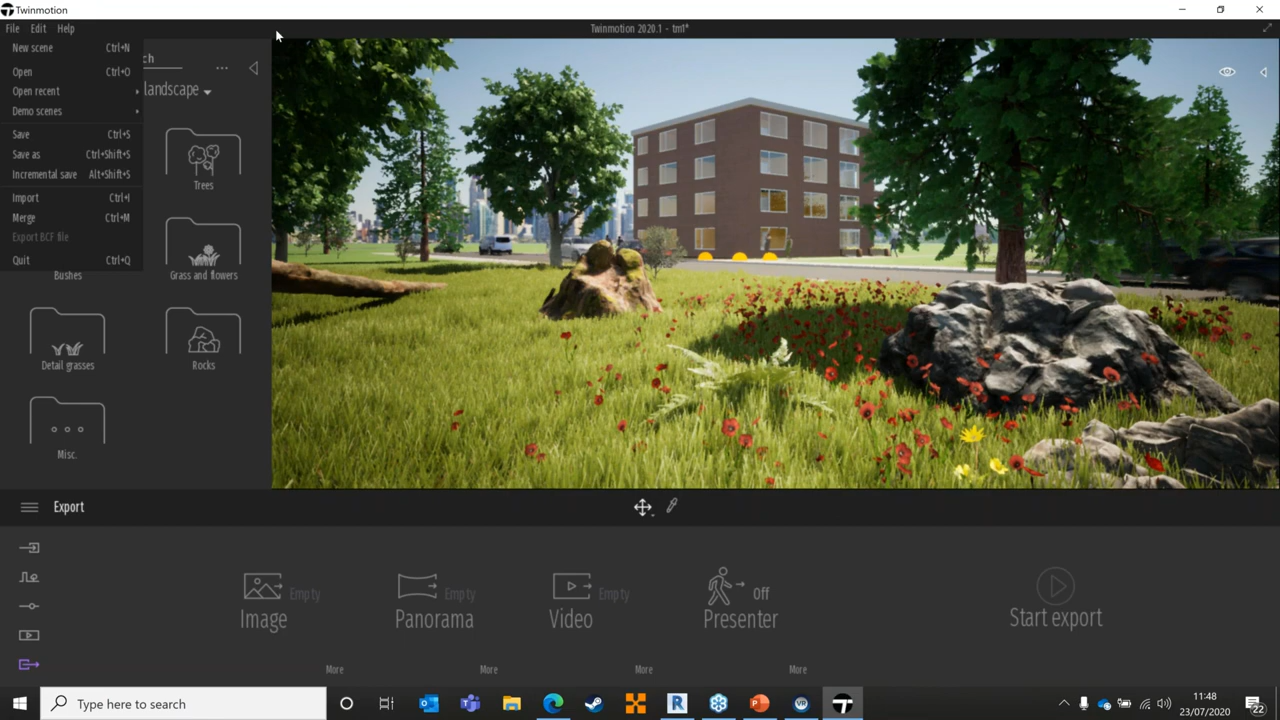 Twinmotion
File Edit Help
Twinmotion 2020.1 - tm1*
New scene Ctrl+N
Open Ctrl+O
Open recent
Demo scenes
Save Ctrl+S
Save as Ctrl+Shift+S
Incremental save Alt+Shift+S
Import Ctrl+I
Merge Ctrl+M
Export BCF file
Quit Ctrl+Q
ch
landscape
Trees
Bushes
Grass and flowers
Detail grasses
Rocks
Misc.
Export
Empty
Image
Empty
Panorama
Empty
Video
Off
Presenter
Start export
More
More
More
More
Type here to search
11:48
23/07/2020
22